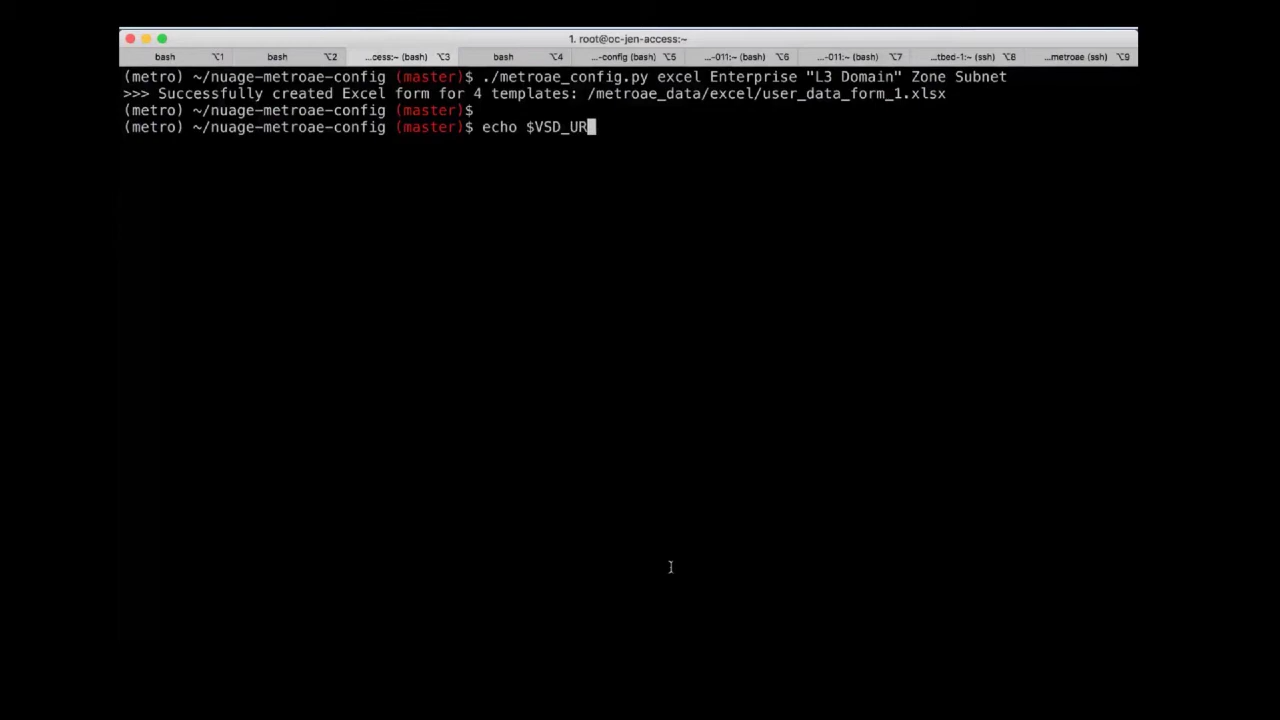 1. root@oc-jen-access:~
bash ⌥1 bash ⌥2 ...cess:~ (bash) ⌥3 bash ⌥4 ...-config (bash) ⌥5 ...-011:~ (bash) ⌥6 ...-011:~ (bash) ⌥7 ...tbed-1:~ (ssh) ⌥8 ...metroae (ssh) ⌥9
(metro) ~/nuage-metroae-config (master)$ ./metroae_config.py excel Enterprise "L3 Domain" Zone Subnet
>>> Successfully created Excel form for 4 templates: /metroae_data/excel/user_data_form_1.xlsx
(metro) ~/nuage-metroae-config (master)$
(metro) ~/nuage-metroae-config (master)$ echo $VSD_UR